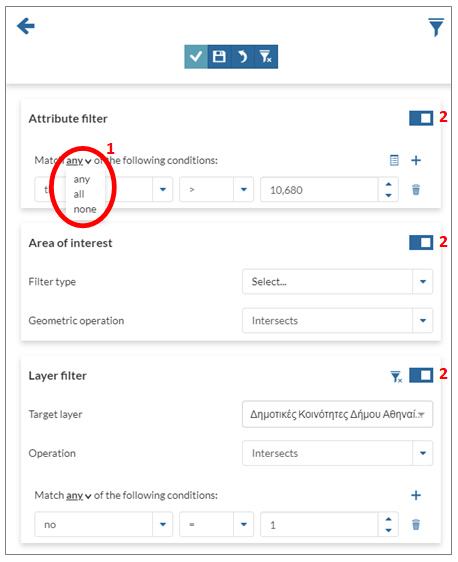 Attribute filter
2
1
Match any of the following conditions:
any
all
none
> 10,680
Area of interest
2
Filter type Select...
Geometric operation Intersects
Layer filter
2
Target layer Δημοτικές Κοινότητες Δήμου Αθηναί...
Operation Intersects
Match any of the following conditions:
no = 1